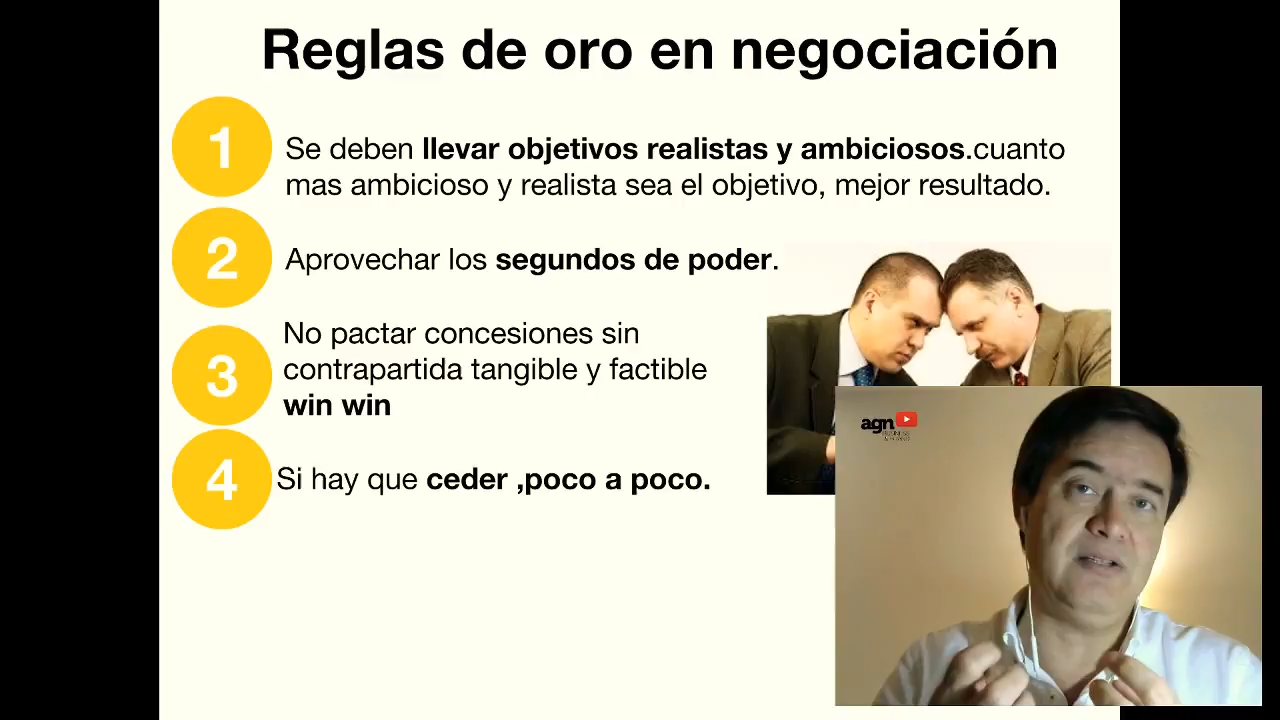 Reglas de oro en negociación
1
Se deben llevar objetivos realistas y ambiciosos.cuanto
mas ambicioso y realista sea el objetivo, mejor resultado.
2
Aprovechar los segundos de poder.
3
No pactar concesiones sin
contrapartida tangible y factible
win win
4
Si hay que ceder ,poco a poco.
agn